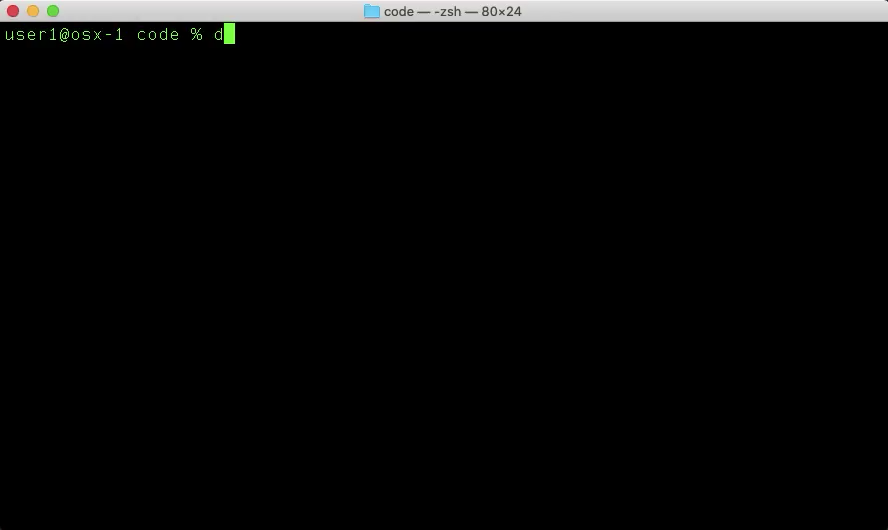 code — -zsh — 80×24
user1@osx-1 code % d